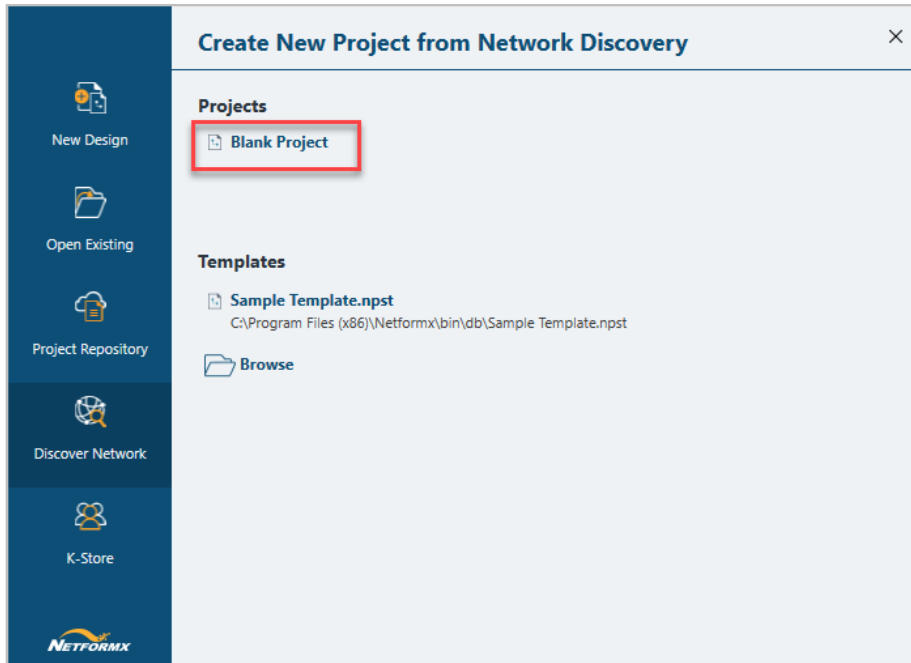 Create New Project from Network Discovery
New Design
Open Existing
Project Repository
Discover Network
K-Store
NETFORMX
Projects
Blank Project
Templates
Sample Template.npst
C:\Program Files (x86)\Netformx\bin\db\Sample Template.npst
Browse